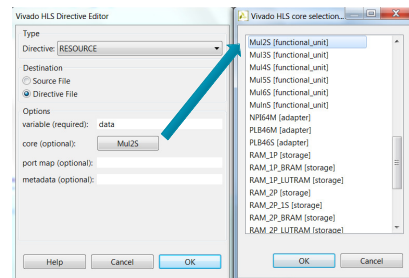 Vivado HLS Directive Editor
Type
Directive: RESOURCE
Destination
Source File
Directive File
Options
variable (required): data
core (optional): Mul2S
port map (optional):
metadata (optional):
Help Cancel OK
Vivado HLS core selection...
Mul2S [functional_unit]
Mul3S [functional_unit]
Mul4S [functional_unit]
Mul5S [functional_unit]
Mul6S [functional_unit]
MulnS [functional_unit]
NPI64M [adapter]
PLB46M [adapter]
PLB46S [adapter]
RAM_1P [storage]
RAM_1P_BRAM [storage]
RAM_1P_LUTRAM [storage]
RAM_2P [storage]
RAM_2P_1S [storage]
RAM_2P_BRAM [storage]
RAM_2P_LUTRAM [storage]
OK Cancel